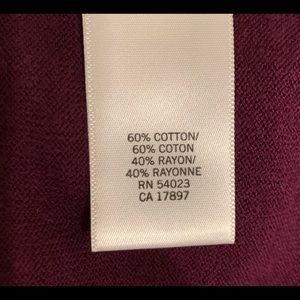 60% COTTON/
60% COTON
40% RAYON/
40% RAYONNE
RN 54023
CA 17897